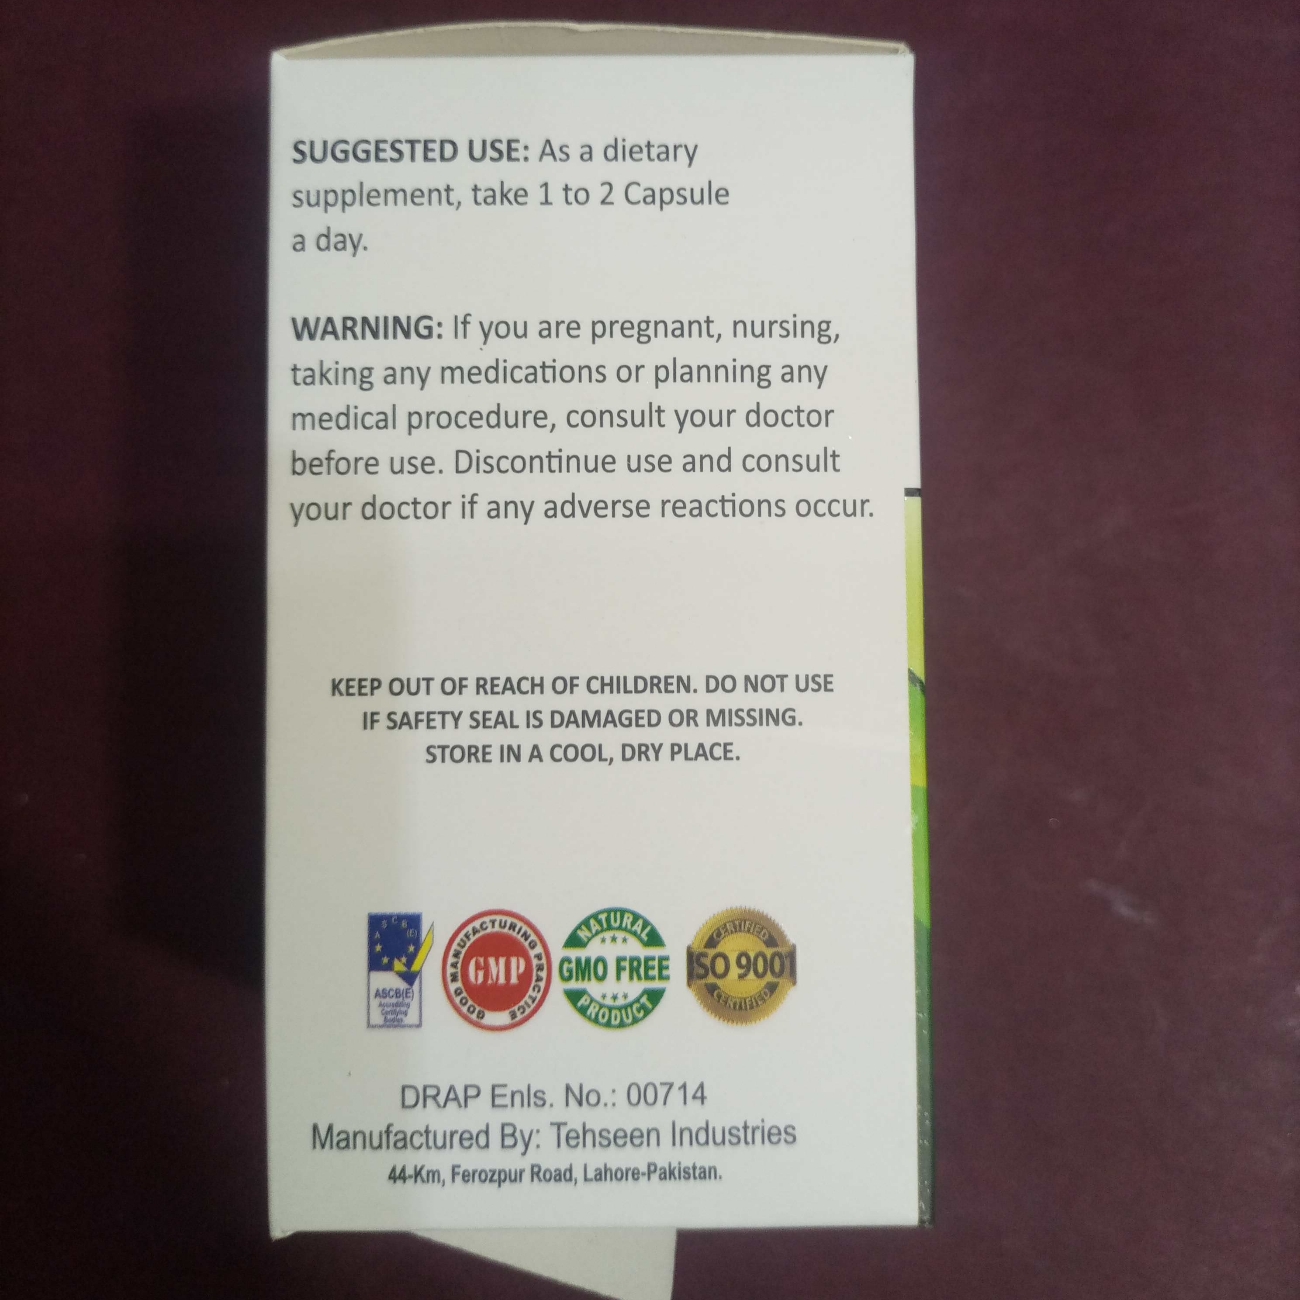 SUGGESTED USE: As a dietary
supplement, take 1 to 2 Capsule
a day.
WARNING: If you are pregnant, nursing,
taking any medications or planning any
medical procedure, consult your doctor
before use. Discontinue use and consult
your doctor if any adverse reactions occur.
KEEP OUT OF REACH OF CHILDREN. DO NOT USE
IF SAFETY SEAL IS DAMAGED OR MISSING.
STORE IN A COOL, DRY PLACE.
A S C B (E)
ASCB(E)
Accrediting
Certifying
Bodies
GOOD MANUFACTURING PRACTICE
GMP
NATURAL
GMO FREE
PRODUCT
CERTIFIED
ISO 9001
CERTIFIED
DRAP Enls. No.: 00714
Manufactured By: Tehseen Industries
44-Km, Ferozpur Road, Lahore-Pakistan.